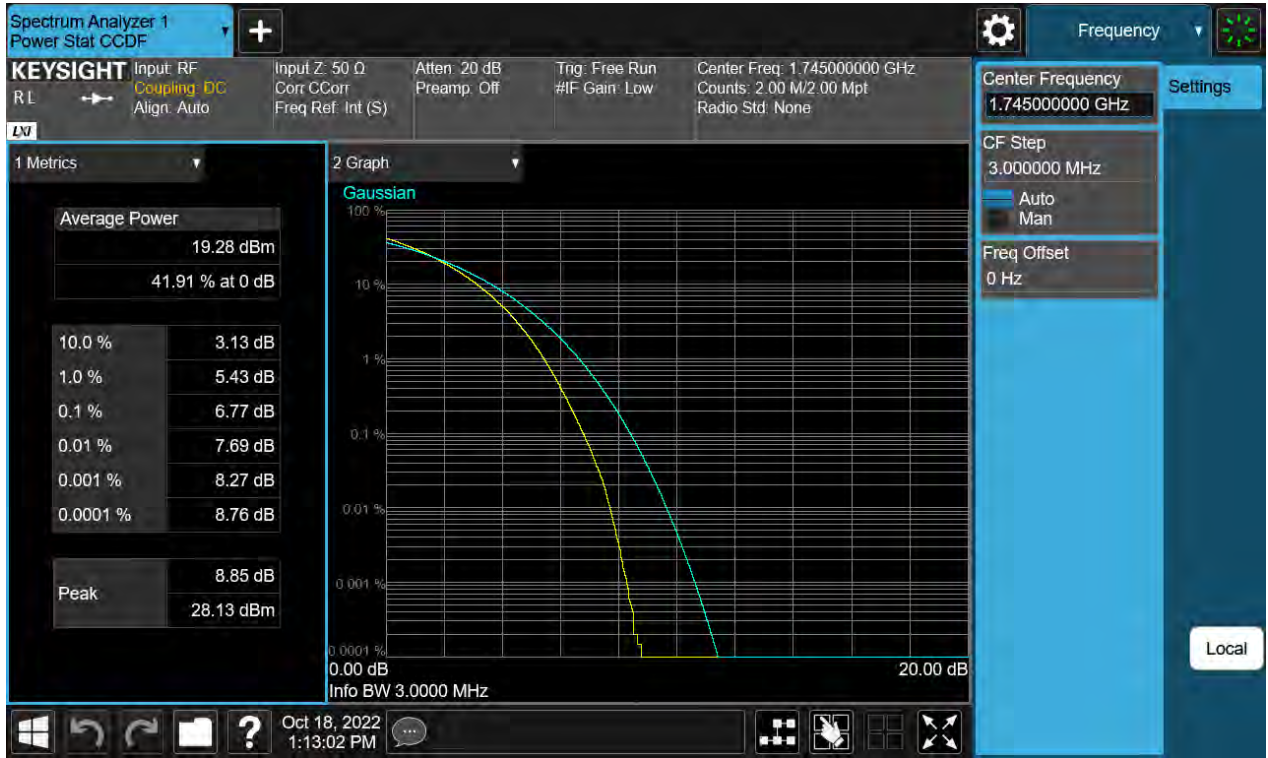 Spectrum Analyzer 1
Power Stat CCDF
+
Frequency
KEYSIGHT
RL
LXI
Input: RF
Coupling: DC
Align: Auto
Input Z: 50 Ω
Corr CCorr
Freq Ref: Int (S)
Atten: 20 dB
Preamp: Off
Trig: Free Run
#IF Gain: Low
Center Freq: 1.745000000 GHz
Counts: 2.00 M/2.00 Mpt
Radio Std: None
1 Metrics
Average Power
19.28 dBm
41.91 % at 0 dB
10.0 % 3.13 dB
1.0 % 5.43 dB
0.1 % 6.77 dB
0.01 % 7.69 dB
0.001 % 8.27 dB
0.0001 % 8.76 dB
Peak
8.85 dB
28.13 dBm
2 Graph
Gaussian
100 %
10 %
1 %
0.1 %
0.01 %
0.001 %
0.0001 %
0.00 dB 20.00 dB
Info BW 3.0000 MHz
Center Frequency
1.745000000 GHz
CF Step
3.000000 MHz
Auto
Man
Freq Offset
0 Hz
Settings
Local
?
Oct 18, 2022
1:13:02 PM